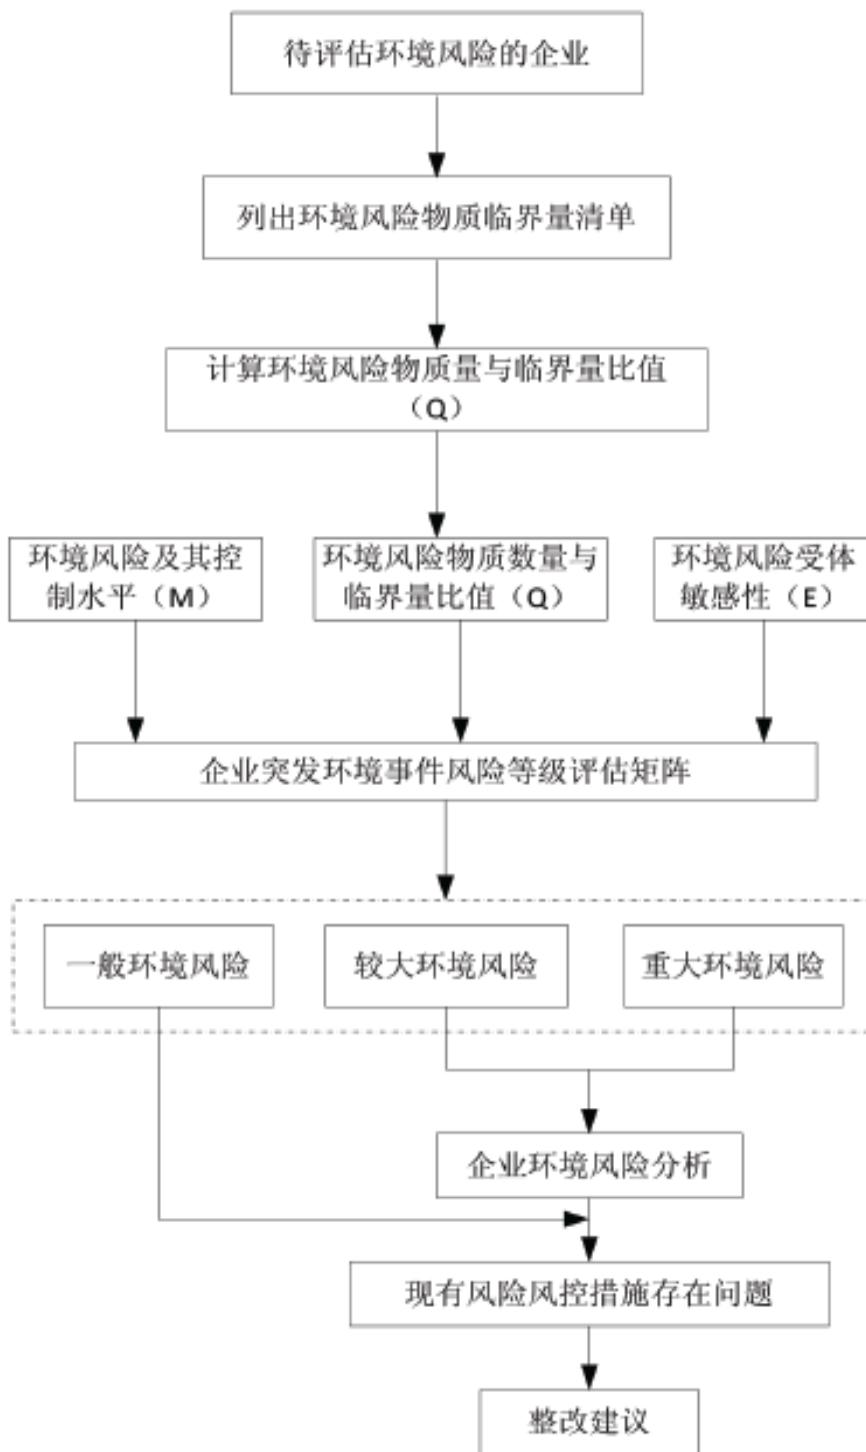 待评估环境风险的企业
列出环境风险物质临界量清单
计算环境风险物质量与临界量比值
（Q）
环境风险及其控
制水平（M）
环境风险物质数量与
临界量比值（Q）
环境风险受体
敏感性（E）
企业突发环境事件风险等级评估矩阵
一般环境风险
较大环境风险
重大环境风险
企业环境风险分析
现有风险风控措施存在问题
整改建议